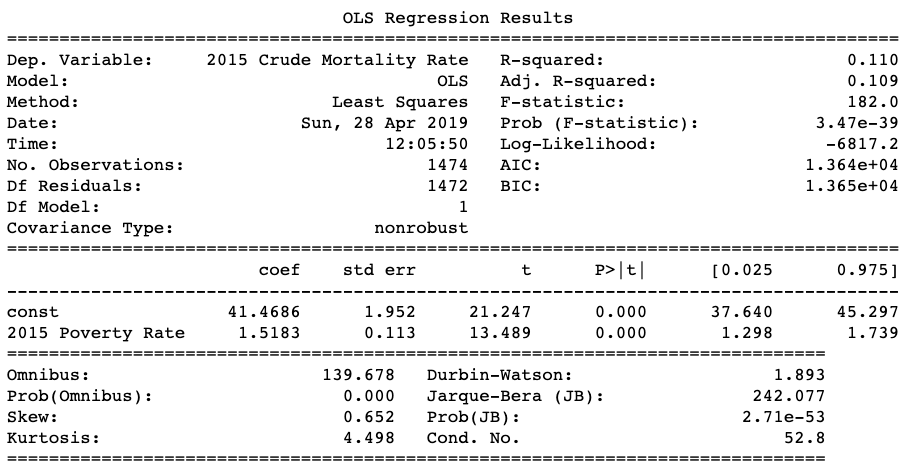 OLS Regression Results
==============================================================================
Dep. Variable: 2015 Crude Mortality Rate R-squared: 0.110
Model: OLS Adj. R-squared: 0.109
Method: Least Squares F-statistic: 182.0
Date: Sun, 28 Apr 2019 Prob (F-statistic): 3.47e-39
Time: 12:05:50 Log-Likelihood: -6817.2
No. Observations: 1474 AIC: 1.364e+04
Df Residuals: 1472 BIC: 1.365e+04
Df Model: 1
Covariance Type: nonrobust
==============================================================================
coef std err t P>|t| [0.025 0.975]
------------------------------------------------------------------------------
const 41.4686 1.952 21.247 0.000 37.640 45.297
2015 Poverty Rate 1.5183 0.113 13.489 0.000 1.298 1.739
==============================================================================
Omnibus: 139.678 Durbin-Watson: 1.893
Prob(Omnibus): 0.000 Jarque-Bera (JB): 242.077
Skew: 0.652 Prob(JB): 2.71e-53
Kurtosis: 4.498 Cond. No. 52.8
==============================================================================